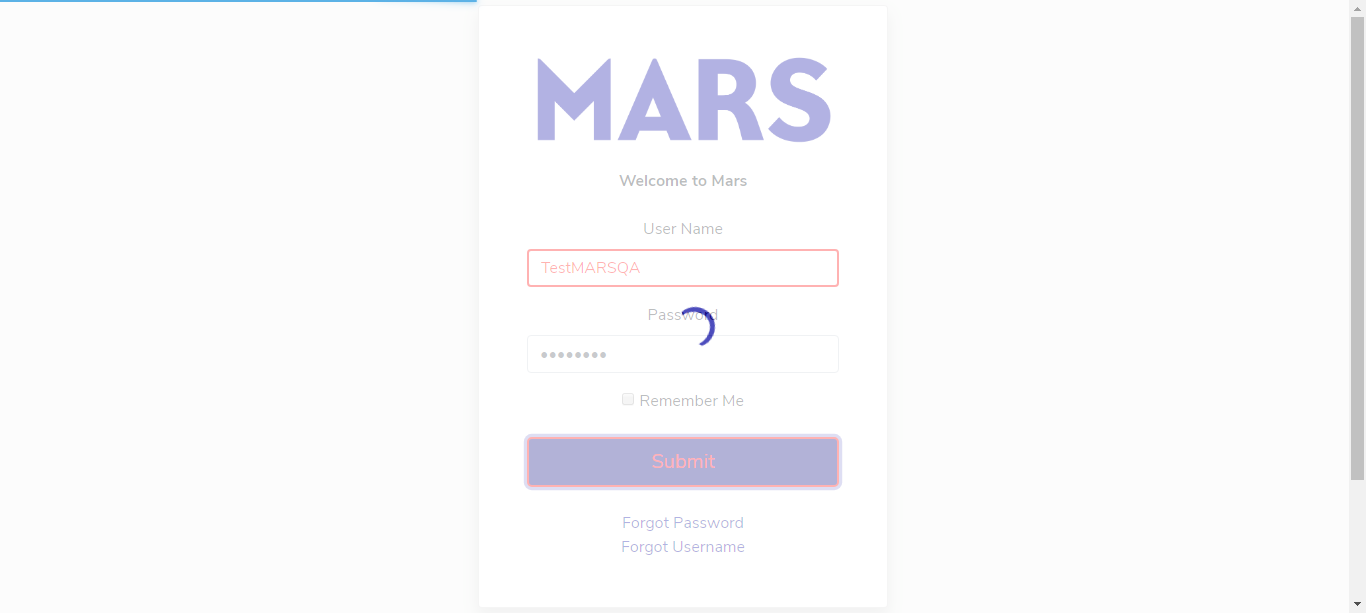 MARS
Welcome to Mars
User Name
TestMARSQA
Password
••••••••
Remember Me
Submit
Forgot Password
Forgot Username